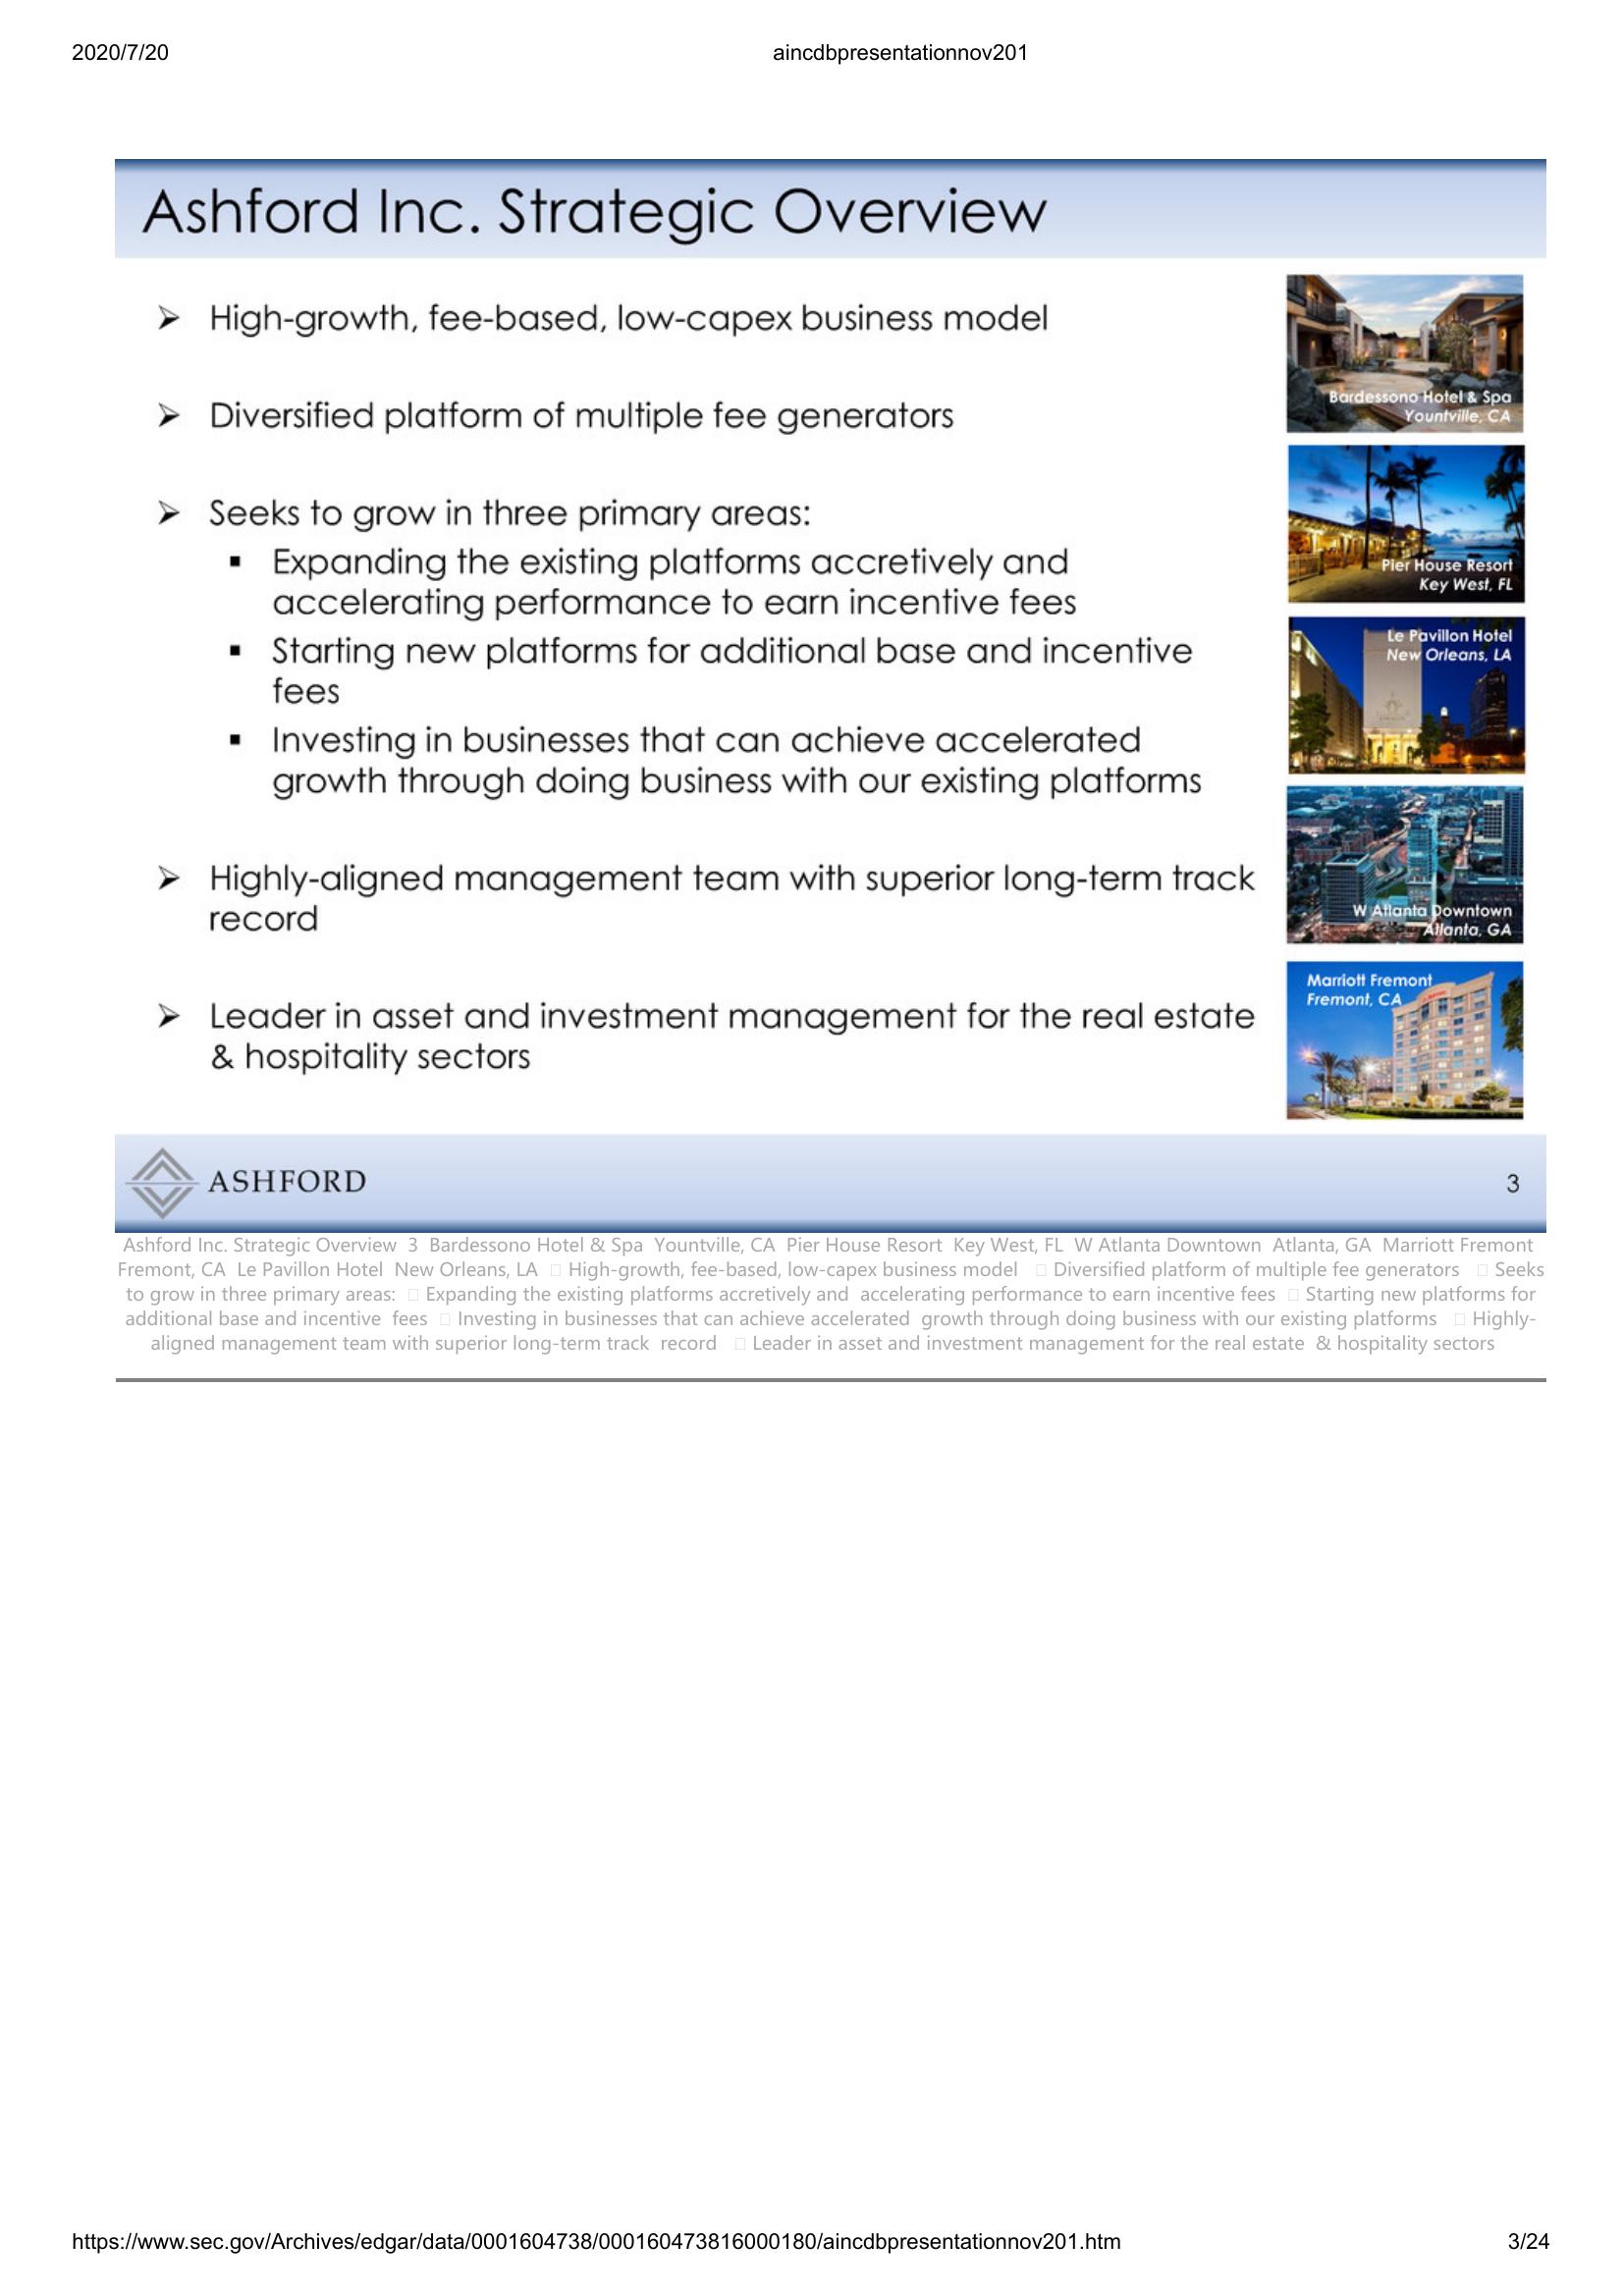 2020/7/20
aincdbpresentationnov201
Ashford Inc. Strategic Overview
➢ High-growth, fee-based, low-capex business model
➢ Diversified platform of multiple fee generators
➢ Seeks to grow in three primary areas:
▪ Expanding the existing platforms accretively and
accelerating performance to earn incentive fees
▪ Starting new platforms for additional base and incentive
fees
▪ Investing in businesses that can achieve accelerated
growth through doing business with our existing platforms
➢ Highly-aligned management team with superior long-term track
record
➢ Leader in asset and investment management for the real estate
& hospitality sectors
Bardessono Hotel & Spa
Yountville, CA
Pier House Resort
Key West, FL
Le Pavillon Hotel
New Orleans, LA
W Atlanta Downtown
Atlanta, GA
Marriott Fremont
Fremont, CA
ASHFORD
3
Ashford Inc. Strategic Overview 3 Bardessono Hotel & Spa Yountville, CA Pier House Resort Key West, FL W Atlanta Downtown Atlanta, GA Marriott Fremont
Fremont, CA Le Pavillon Hotel New Orleans, LA □ High-growth, fee-based, low-capex business model □ Diversified platform of multiple fee generators □ Seeks
to grow in three primary areas: □ Expanding the existing platforms accretively and accelerating performance to earn incentive fees □ Starting new platforms for
additional base and incentive fees □ Investing in businesses that can achieve accelerated growth through doing business with our existing platforms □ Highly-
aligned management team with superior long-term track record □ Leader in asset and investment management for the real estate & hospitality sectors
https://www.sec.gov/Archives/edgar/data/0001604738/000160473816000180/aincdbpresentationnov201.htm
3/24